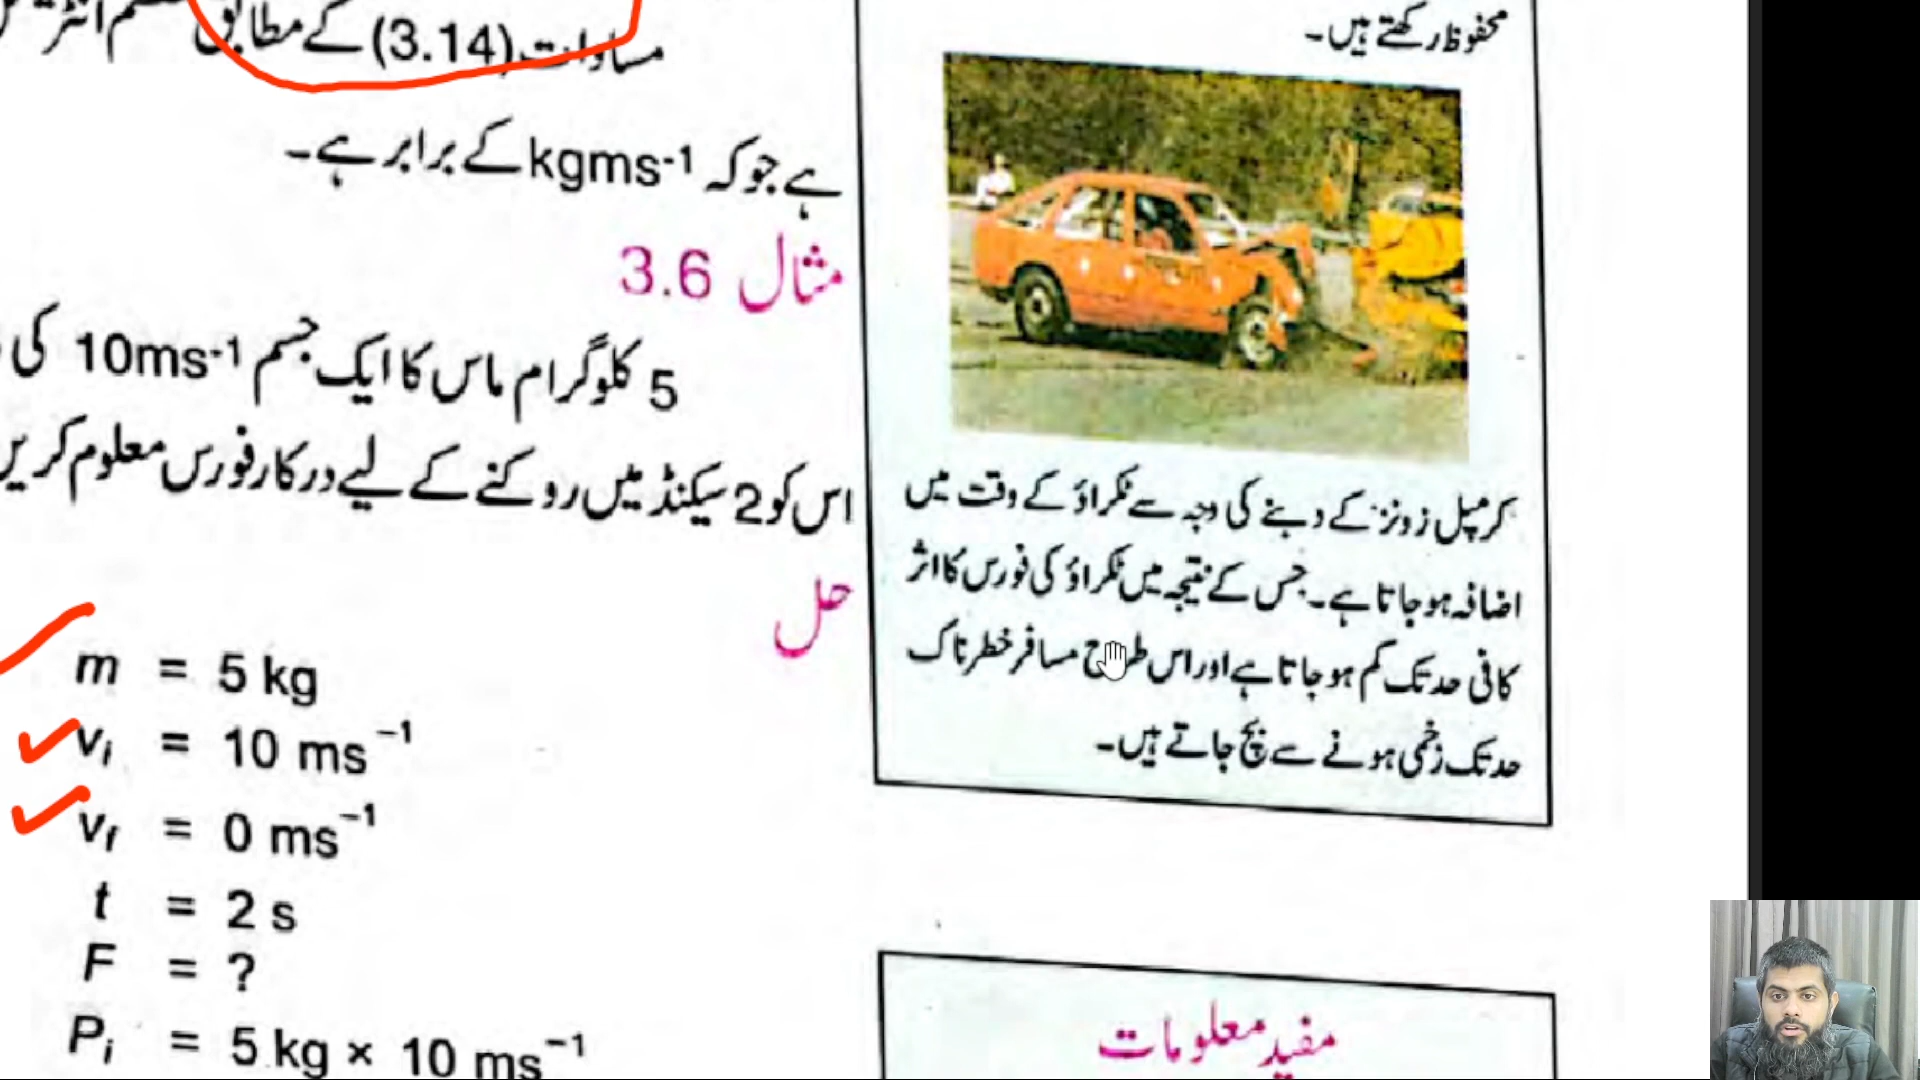 مساوات (3.14) کے مطابق
ہے جو کہ kgms-1 کے برابر ہے۔
مثال 3.6
5 کلوگرام ماس کا ایک جسم 10ms-1 کی
اس کو 2 سیکنڈ میں روکنے کے لیے درکار فورس معلوم کریں
حل
m = 5 kg
vi = 10 ms−1
vf = 0 ms−1
t = 2 s
F = ?
Pi = 5 kg × 10 ms−1
محفوظ رکھتے ہیں۔
کرمپل زونز کے دبنے کی وجہ سے ٹکراؤ کے وقت میں
اضافہ ہو جاتا ہے۔ جس کے نتیجہ میں ٹکراؤ کی فورس کا اثر
کافی حد تک کم ہو جاتا ہے اور اس طرح مسافر خطرناک
حد تک زخمی ہونے سے بچ جاتے ہیں۔
مفید معلومات